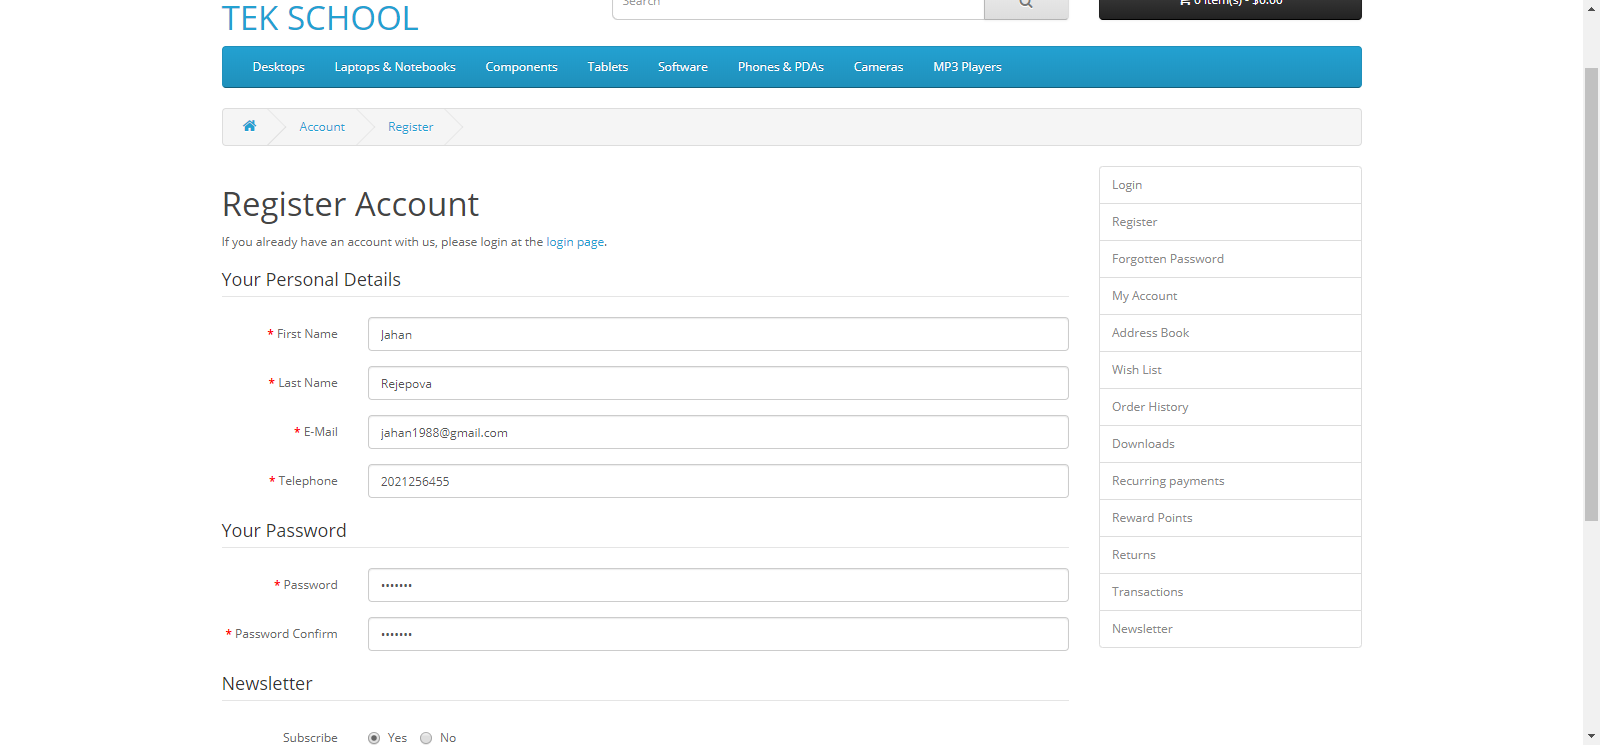 TEK SCHOOL
Search
0 item(s) - $0.00
Desktops Laptops & Notebooks Components Tablets Software Phones & PDAs Cameras MP3 Players
Account Register
Register Account
If you already have an account with us, please login at the login page.
Your Personal Details
* First Name Jahan
* Last Name Rejepova
* E-Mail jahan1988@gmail.com
* Telephone 2021256455
Your Password
* Password •••••••
* Password Confirm •••••••
Newsletter
Subscribe Yes No
Login
Register
Forgotten Password
My Account
Address Book
Wish List
Order History
Downloads
Recurring payments
Reward Points
Returns
Transactions
Newsletter